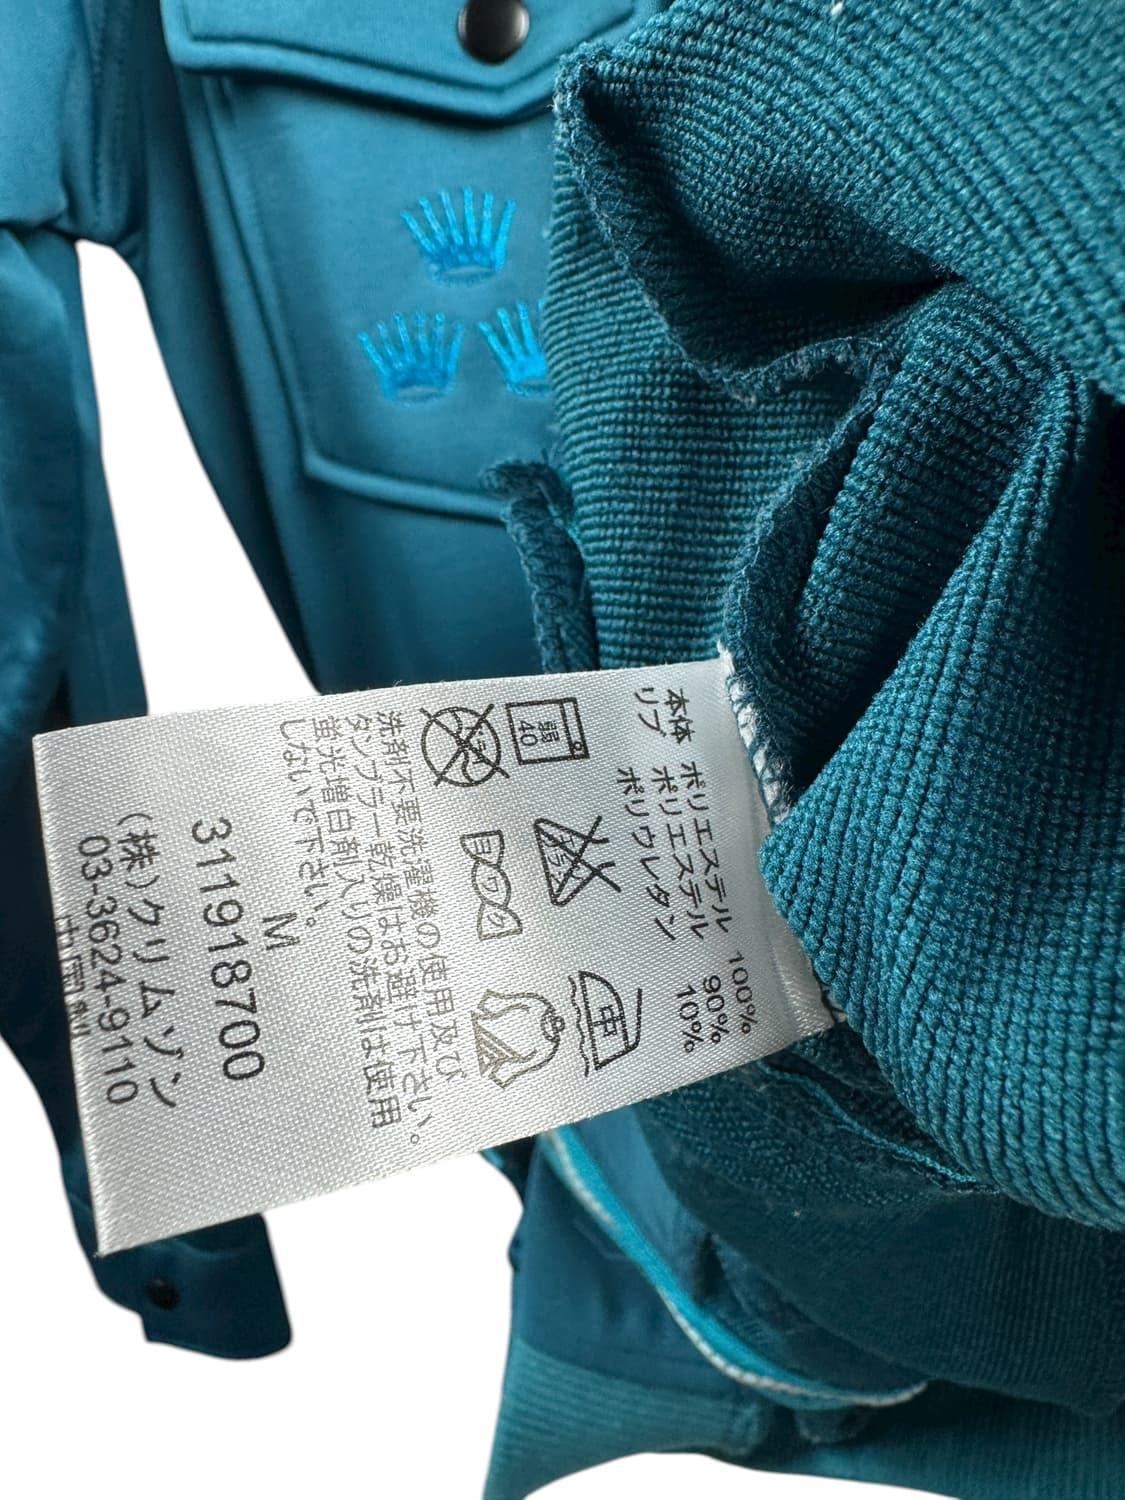 本体 ポリエステル 100%
リブ ポリエステル 90%
ポリウレタン 10%
弱
40
中
洗剤不要洗濯機の使用及び
タンブラー乾燥はお避け下さい。
蛍光増白剤入りの洗剤は使用
しないで下さい。
M
311918700
(株)クリムゾン
03-3624-9110
中国製